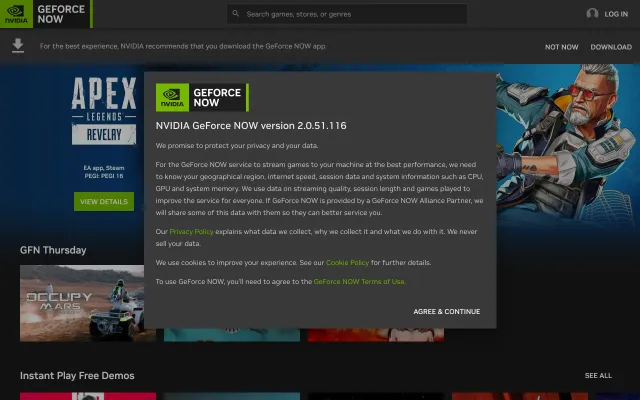 NVIDIA
GEFORCE
NOW
Search games, stores, or genres
LOG IN
For the best experience, NVIDIA recommends that you download the GeForce NOW app.
NOT NOW
DOWNLOAD
APEX
LEGENDS
REVELRY
EA app, Steam
PEGI: PEGI 16
VIEW DETAILS
NVIDIA
GEFORCE
NOW
NVIDIA GeForce NOW version 2.0.51.116
We promise to protect your privacy and your data.
For the GeForce NOW service to stream games to your machine at the best performance, we need
to know your geographical region, internet speed, session data and system information such as CPU,
GPU and system memory. We use data on streaming quality, session length and games played to
improve the service for everyone. If GeForce NOW is provided by a GeForce NOW Alliance Partner, we
will share some of this data with them so they can better service you.
Our Privacy Policy explains what data we collect, why we collect it and what we do with it. We never
sell your data.
We use cookies to improve your experience. See our Cookie Policy for further details.
To use GeForce NOW, you'll need to agree to the GeForce NOW Terms of Use.
AGREE & CONTINUE
GFN Thursday
OCCUPY
MARS
Instant Play Free Demos
SEE ALL